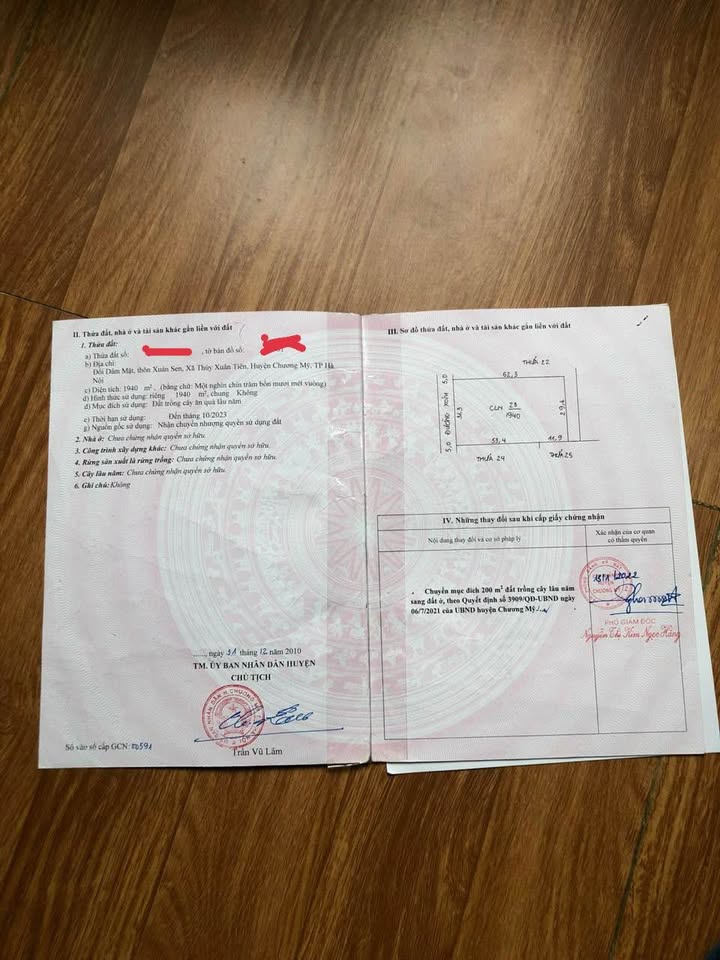 II. Thửa đất, nhà ở và tài sản khác gắn liền với đất
1. Thửa đất:
a) Thửa đất số: , tờ bản đồ số:
b) Địa chỉ:
Đồi Dẩm Mặt, thôn Xuân Sen, Xã Thủy Xuân Tiên, Huyện Chương Mỹ, TP Hà
Nội
c) Diện tích: 1940 m², (bằng chữ: Một nghìn chín trăm bốn mươi mét vuông)
d) Hình thức sử dụng: riêng 1940 m², chung Không
đ) Mục đích sử dụng: Đất trồng cây ăn quả lâu năm
e) Thời hạn sử dụng: Đến tháng 10/2023
g) Nguồn gốc sử dụng: Nhận chuyển nhượng quyền sử dụng đất
2. Nhà ở: Chưa chứng nhận quyền sở hữu.
3. Công trình xây dựng khác: Chưa chứng nhận quyền sở hữu.
4. Rừng sản xuất là rừng trồng: Chưa chứng nhận quyền sở hữu.
5. Cây lâu năm: Chưa chứng nhận quyền sở hữu.
6. Ghi chú: Không
......, ngày 31 tháng 12 năm 2010
TM. ỦY BAN NHÂN DÂN HUYỆN
CHỦ TỊCH
Trần Vũ Lâm
Số vào sổ cấp GCN: 00591
III. Sơ đồ thửa đất, nhà ở và tài sản khác gắn liền với đất
THỬA 22
62,3
5,0
ĐƯỜNG XÓM
CLN 23
1940
29,4
5,0
53,4
11,9
THỬA 24
THỬA 25
IV. Những thay đổi sau khi cấp giấy chứng nhận
Nội dung thay đổi và cơ sở pháp lý
Xác nhận của cơ quan
có thẩm quyền
. Chuyển mục đích 200 m² đất trồng cây lâu năm
sang đất ở, theo Quyết định số 3909/QĐ-UBND ngày
06/7/2021 của UBND huyện Chương Mỹ
PHÓ GIÁM ĐỐC
Nguyễn Thị Kim Ngọc Hằng